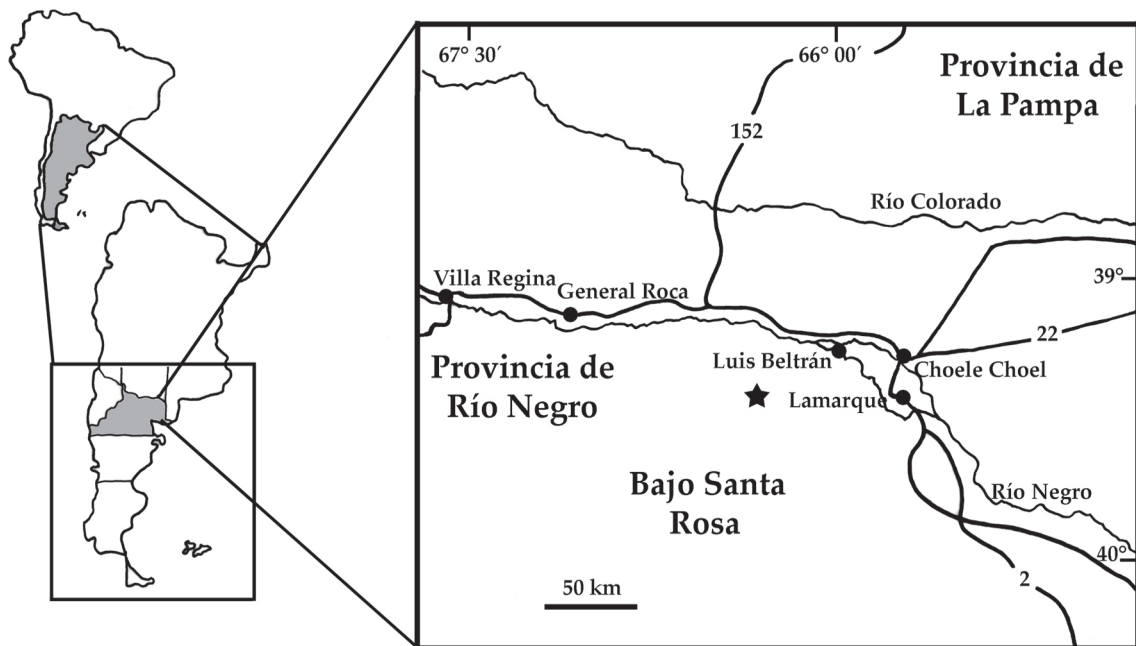 67° 30´
66° 00´
Provincia de
La Pampa
152
Río Colorado
39°
Villa Regina
General Roca
22
Luis Beltrán
Choele Choel
Provincia de
Río Negro
Lamarque
Bajo Santa
Rosa
Río Negro
40°
50 km
2